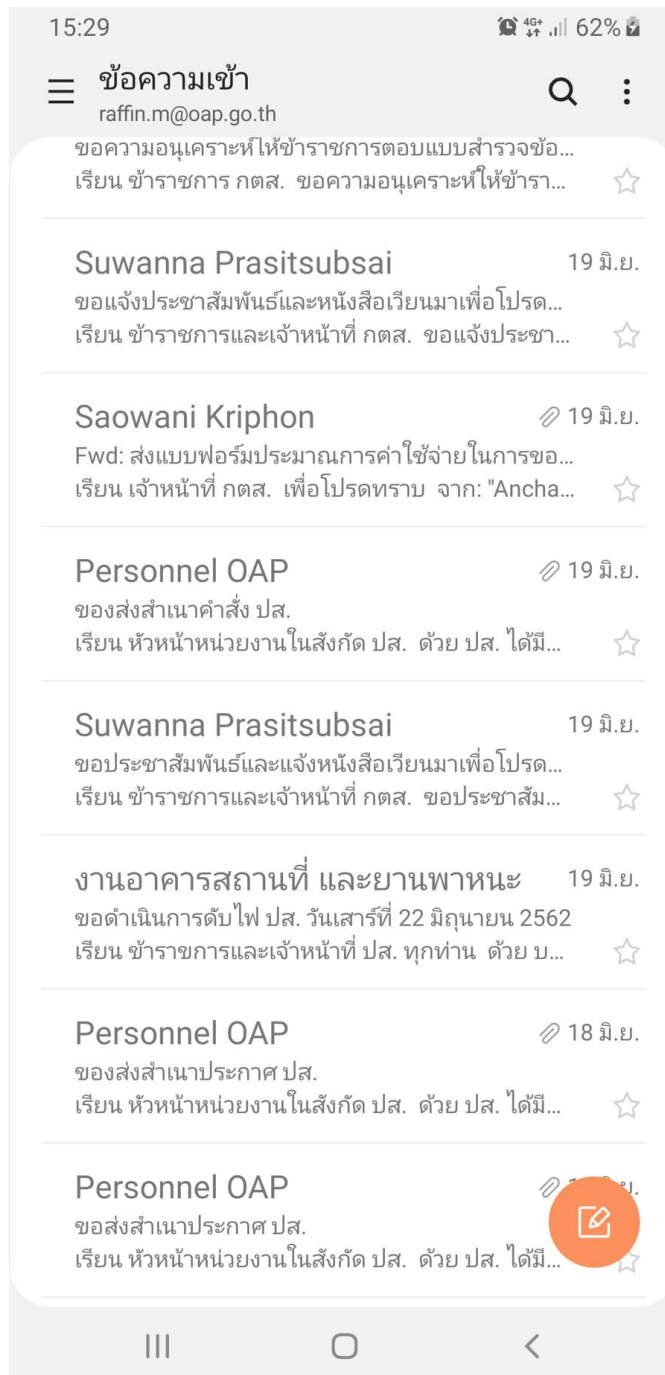 15:29
4G+ 62%
ข้อความเข้า
raffin.m@oap.go.th
ขอความอนุเคราะห์ให้ข้าราชการตอบแบบสำรวจข้อ...
เรียน ข้าราชการ กตส. ขอความอนุเคราะห์ให้ข้ารา...
Suwanna Prasitsubsai 19 มิ.ย.
ขอแจ้งประชาสัมพันธ์และหนังสือเวียนมาเพื่อโปรด...
เรียน ข้าราชการและเจ้าหน้าที่ กตส. ขอแจ้งประชา...
Saowani Kriphon 19 มิ.ย.
Fwd: ส่งแบบฟอร์มประมาณการค่าใช้จ่ายในการขอ...
เรียน เจ้าหน้าที่ กตส. เพื่อโปรดทราบ จาก: "Ancha...
Personnel OAP 19 มิ.ย.
ของส่งสำเนาคำสั่ง ปส.
เรียน หัวหน้าหน่วยงานในสังกัด ปส. ด้วย ปส. ได้มี...
Suwanna Prasitsubsai 19 มิ.ย.
ขอประชาสัมพันธ์และแจ้งหนังสือเวียนมาเพื่อโปรด...
เรียน ข้าราชการและเจ้าหน้าที่ กตส. ขอประชาสัม...
งานอาคารสถานที่ และยานพาหนะ 19 มิ.ย.
ขอดำเนินการดับไฟ ปส. วันเสาร์ที่ 22 มิถุนายน 2562
เรียน ข้าราขการและเจ้าหน้าที่ ปส. ทุกท่าน ด้วย บ...
Personnel OAP 18 มิ.ย.
ของส่งสำเนาประกาศ ปส.
เรียน หัวหน้าหน่วยงานในสังกัด ปส. ด้วย ปส. ได้มี...
Personnel OAP
ขอส่งสำเนาประกาศ ปส.
เรียน หัวหน้าหน่วยงานในสังกัด ปส. ด้วย ปส. ได้มี...